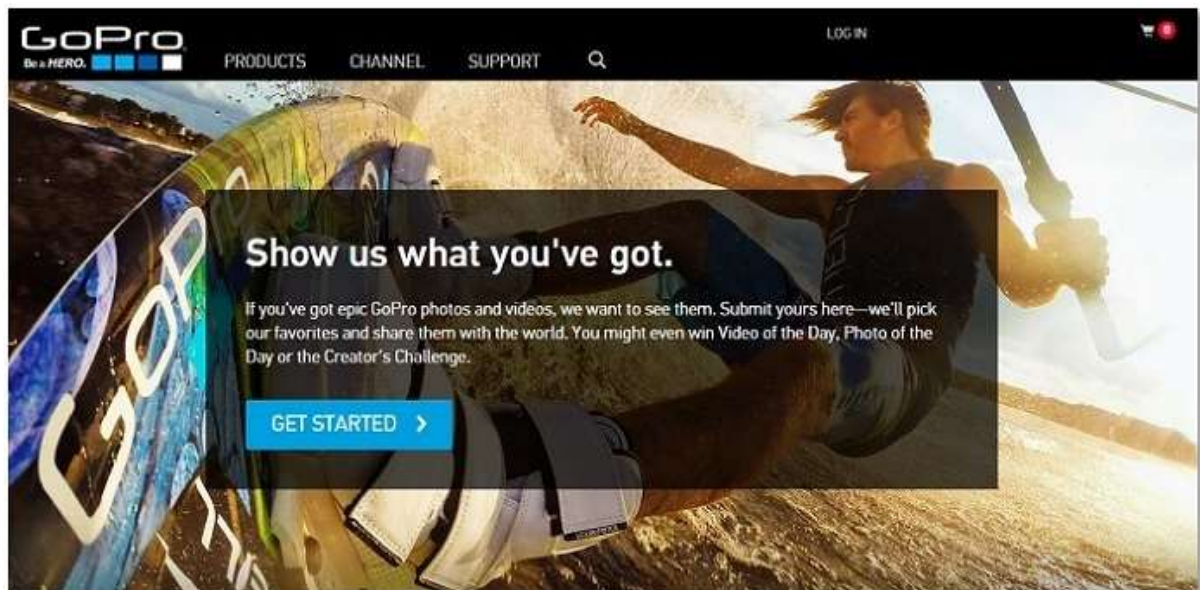 GoPro
Be a HERO.
PRODUCTS CHANNEL SUPPORT
LOG IN
0
Show us what you've got.
If you've got epic GoPro photos and videos, we want to see them. Submit yours here—we'll pick
our favorites and share them with the world. You might even win Video of the Day, Photo of the
Day or the Creator's Challenge.
GET STARTED
GoPro